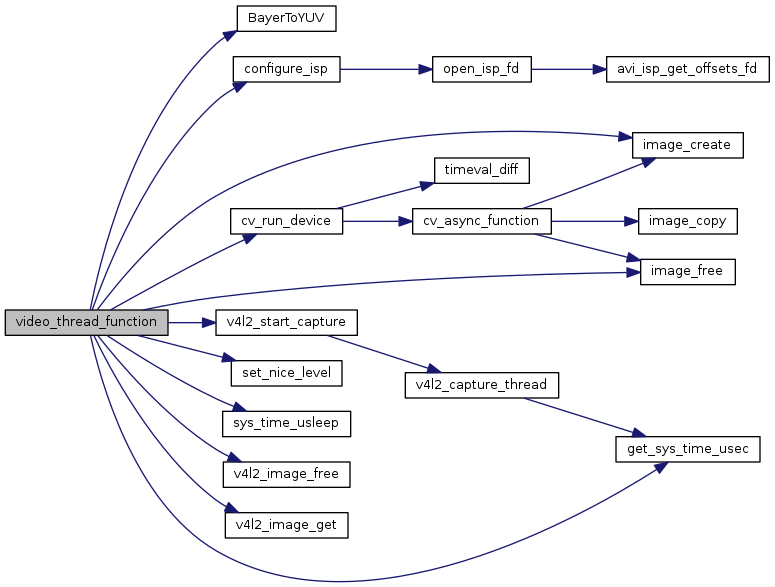 BayerToYUV
configure_isp
open_isp_fd
avi_isp_get_offsets_fd
image_create
timeval_diff
cv_run_device
cv_async_function
image_copy
image_free
video_thread_function
v4l2_start_capture
set_nice_level
v4l2_capture_thread
sys_time_usleep
get_sys_time_usec
v4l2_image_free
v4l2_image_get